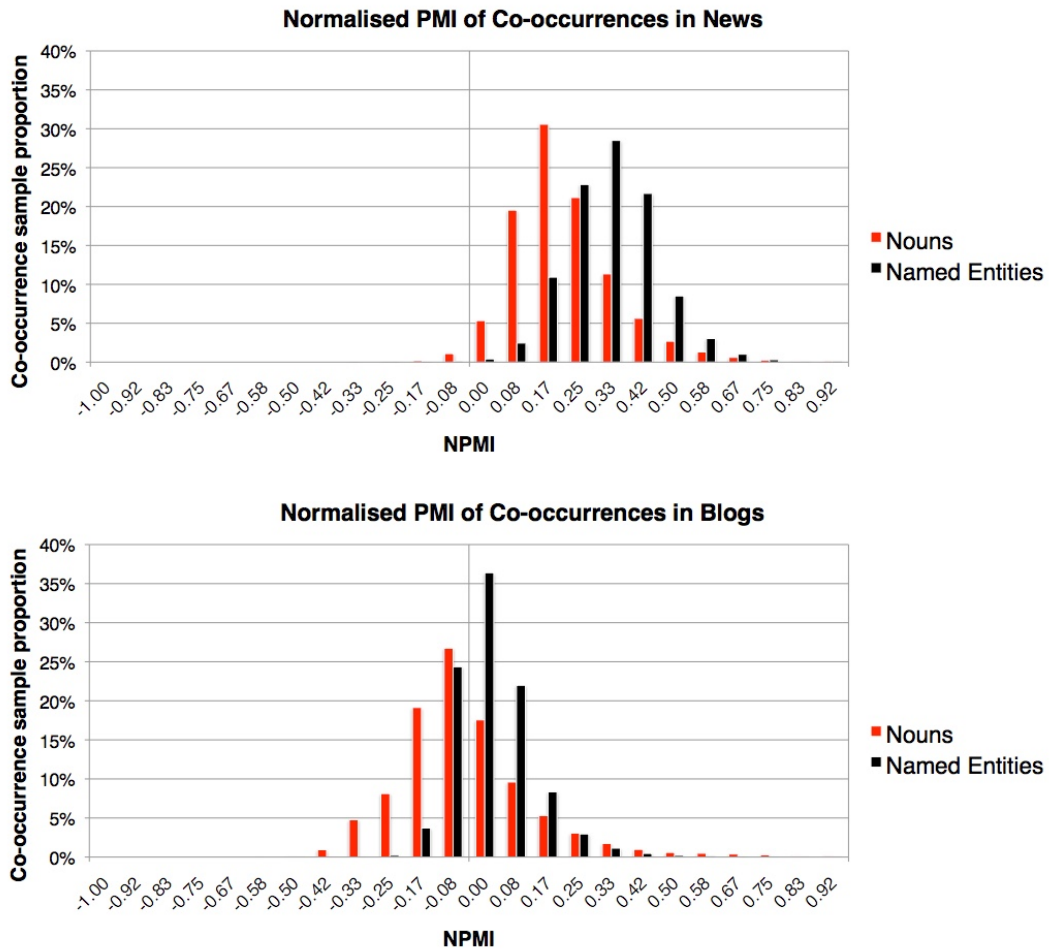 Normalised PMI of Co-occurrences in News
Co-occurrence sample proportion
40%
35%
30%
25%
20%
15%
10%
5%
0%
-1.00 -0.92 -0.83 -0.75 -0.67 -0.58 -0.50 -0.42 -0.33 -0.25 -0.17 -0.08 0.00 0.08 0.17 0.25 0.33 0.42 0.50 0.58 0.67 0.75 0.83 0.92
NPMI
Nouns
Named Entities
Normalised PMI of Co-occurrences in Blogs
Co-occurrence sample proportion
40%
35%
30%
25%
20%
15%
10%
5%
0%
-1.00 -0.92 -0.83 -0.75 -0.67 -0.58 -0.50 -0.42 -0.33 -0.25 -0.17 -0.08 0.00 0.08 0.17 0.25 0.33 0.42 0.50 0.58 0.67 0.75 0.83 0.92
NPMI
Nouns
Named Entities